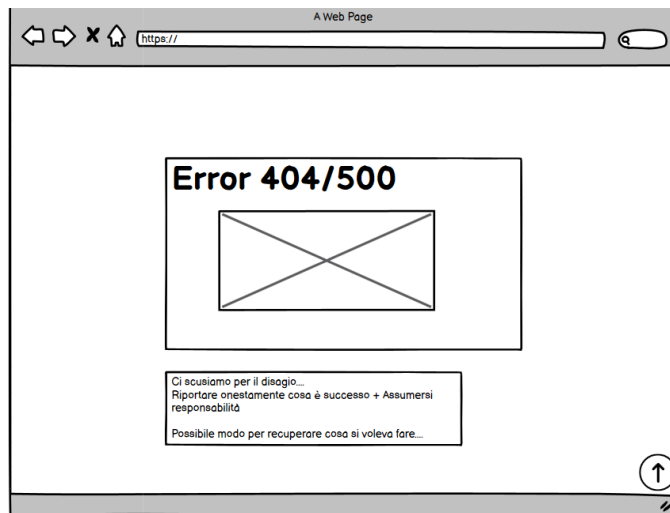 A Web Page
https://
Error 404/500
Ci scusiamo per il disagio....
Riportare onestamente cosa è successo + Assumersi
responsabilità
Possibile modo per recuperare cosa si voleva fare....